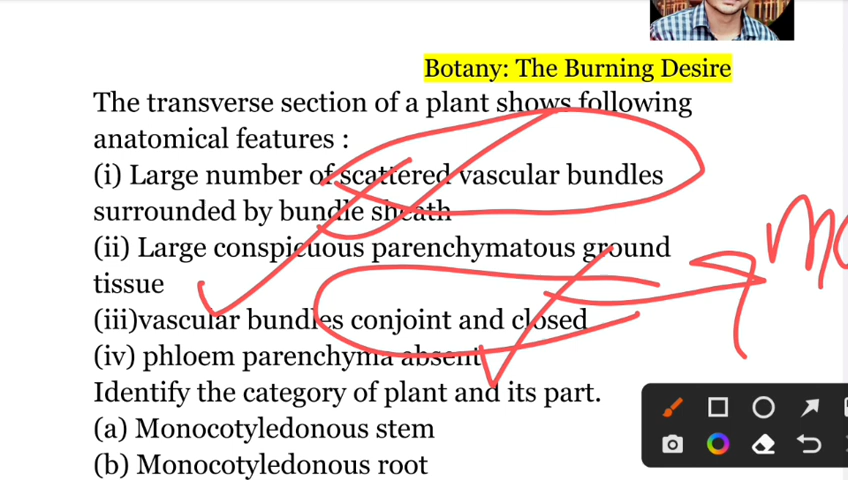 Botany: The Burning Desire
The transverse section of a plant shows following
anatomical features :
(i) Large number of scattered vascular bundles
surrounded by bundle sheath
(ii) Large conspicuous parenchymatous ground
tissue
(iii)vascular bundles conjoint and closed
(iv) phloem parenchyma absent
Identify the category of plant and its part.
(a) Monocotyledonous stem
(b) Monocotyledonous root